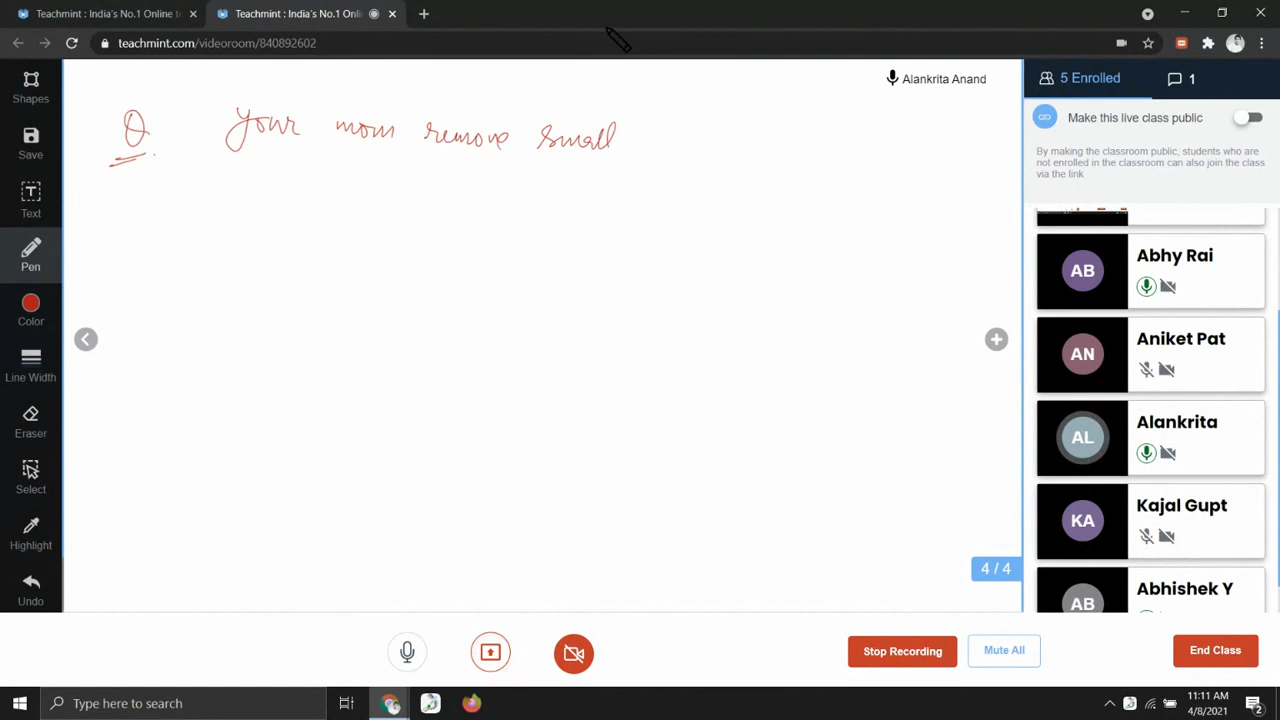 Teachmint : India's No.1 Online t
Teachmint : India's No.1 Onli
teachmint.com/videoroom/840892602
Shapes
Save
Text
Pen
Color
Line Width
Eraser
Select
Highlight
Undo
Alankrita Anand
Q your mom remove small
4 / 4
5 Enrolled
1
Make this live class public
By making the classroom public, students who are
not enrolled in the classroom can also join the class
via the link
AB Abhy Rai
AN Aniket Pat
AL Alankrita
KA Kajal Gupt
AB Abhishek Y
Stop Recording Mute All End Class
Type here to search
11:11 AM
4/8/2021
2